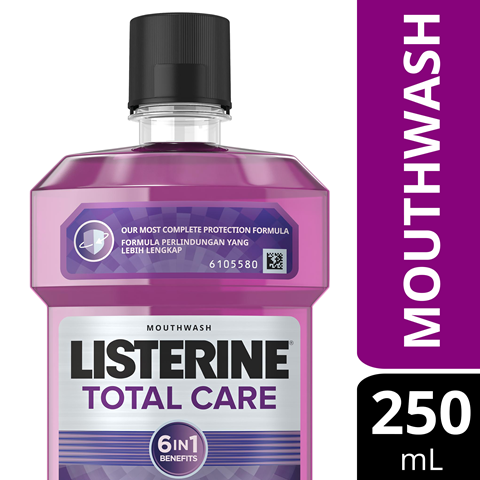 OUR MOST COMPLETE PROTECTION FORMULA
FORMULA PERLINDUNGAN YANG
LEBIH LENGKAP
6105580
MOUTHWASH
LISTERINE®
TOTAL CARE
6 IN 1
BENEFITS
MOUTHWASH
250
mL